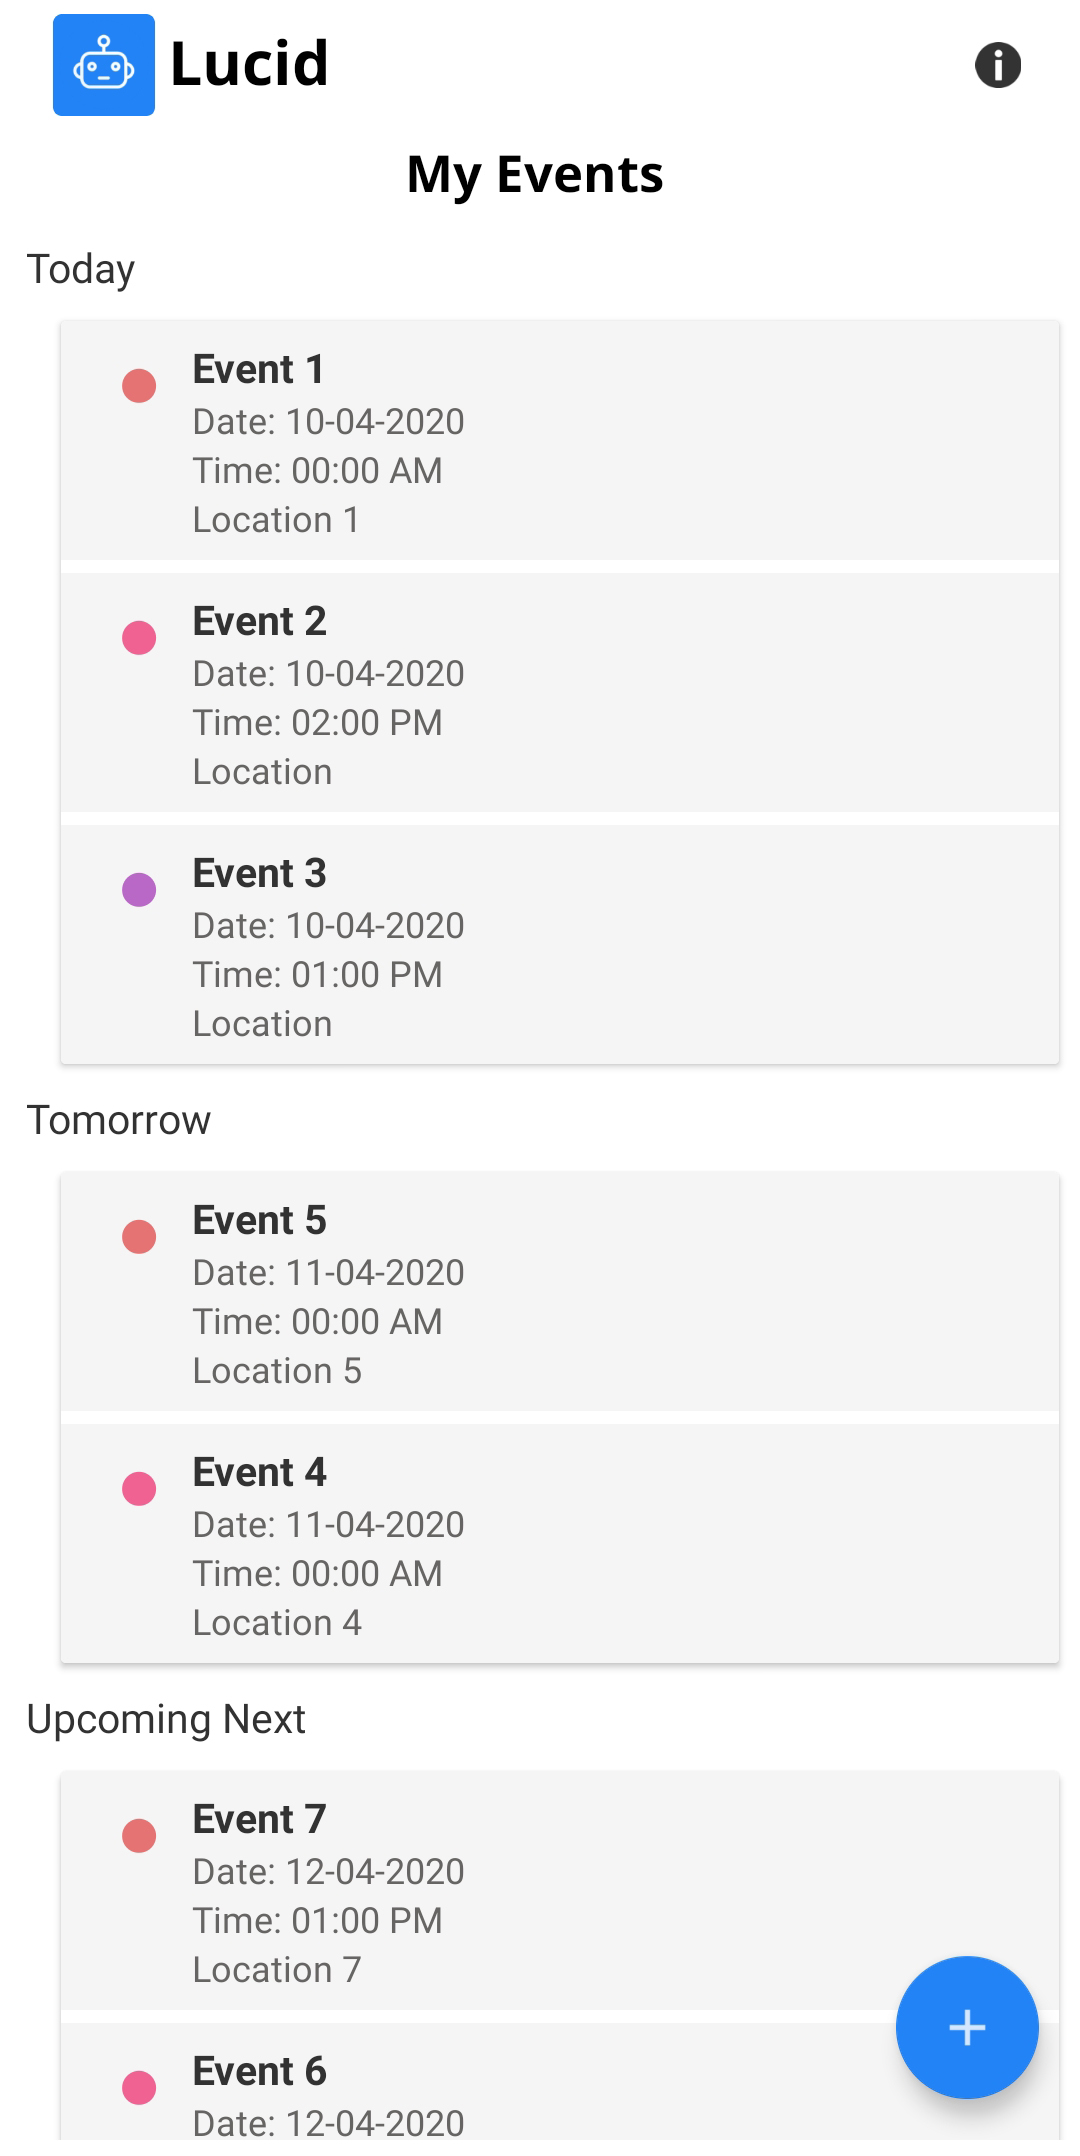 Lucid
My Events
Today
Event 1
Date: 10-04-2020
Time: 00:00 AM
Location 1
Event 2
Date: 10-04-2020
Time: 02:00 PM
Location
Event 3
Date: 10-04-2020
Time: 01:00 PM
Location
Tomorrow
Event 5
Date: 11-04-2020
Time: 00:00 AM
Location 5
Event 4
Date: 11-04-2020
Time: 00:00 AM
Location 4
Upcoming Next
Event 7
Date: 12-04-2020
Time: 01:00 PM
Location 7
Event 6
Date: 12-04-2020